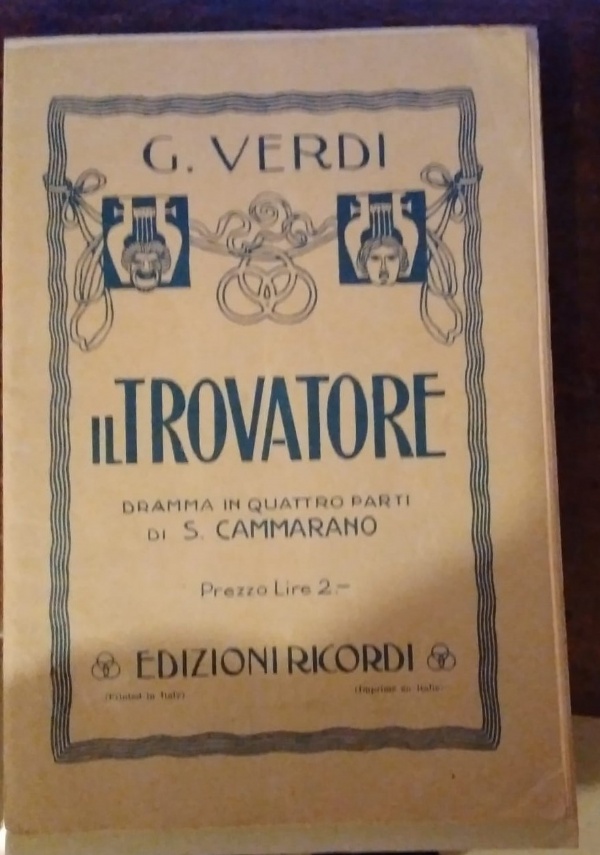 G. VERDI
IL TROVATORE
DRAMMA IN QUATTRO PARTI
DI S. CAMMARANO
Prezzo Lire 2.–
EDIZIONI RICORDI
(Printed in Italy)
(Imprimé en Italie)